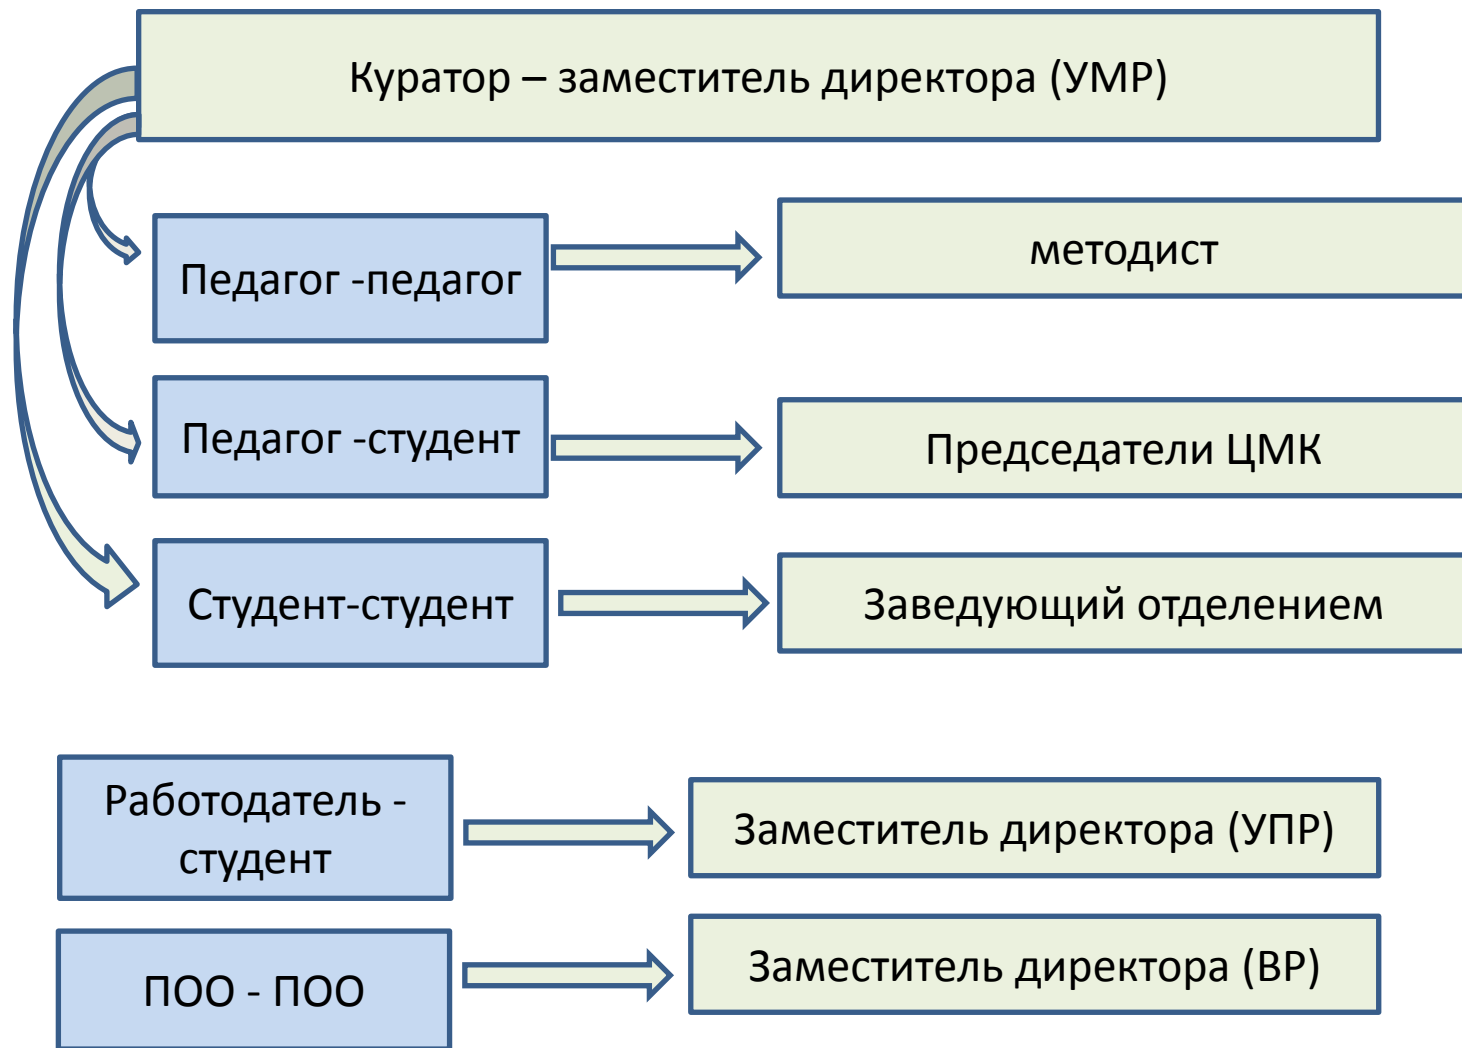 Куратор – заместитель директора (УМР)
Педагог -педагог
методист
Педагог -студент
Председатели ЦМК
Студент-студент
Заведующий отделением
Работодатель -
студент
Заместитель директора (УПР)
ПОО - ПОО
Заместитель директора (ВР)